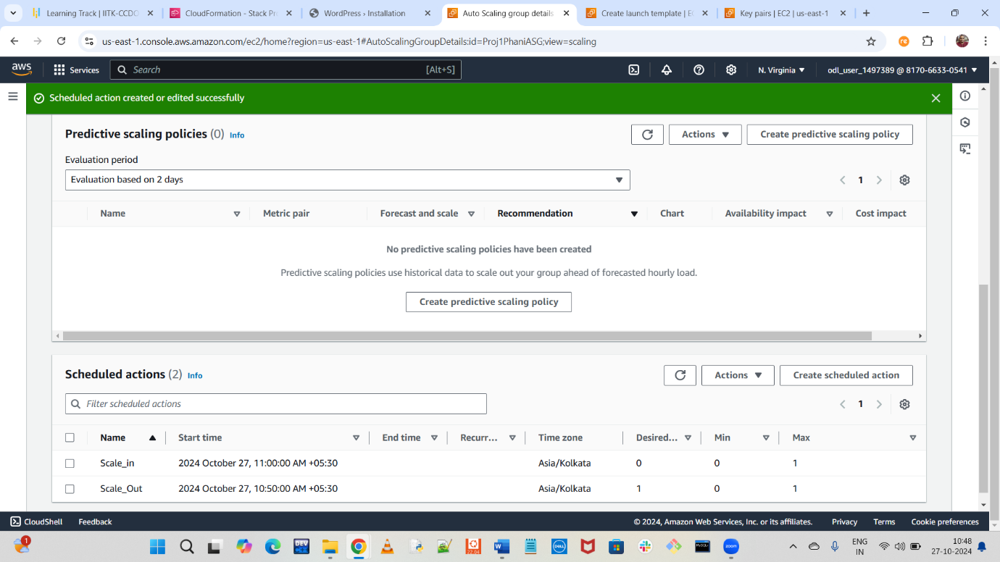 Learning Track | IITK-CCDC
CloudFormation - Stack Pr
WordPress › Installation
Auto Scaling group details
Create launch template | EC
Key pairs | EC2 | us-east-1
us-east-1.console.aws.amazon.com/ec2/home?region=us-east-1#AutoScalingGroupDetails:id=Proj1PhaniASG;view=scaling
aws
Services
Search [Alt+S]
N. Virginia
odl_user_1497389 @ 8170-6633-0541
Scheduled action created or edited successfully
Predictive scaling policies (0) Info
Actions
Create predictive scaling policy
Evaluation period
Evaluation based on 2 days
1
Name Metric pair Forecast and scale Recommendation Chart Availability impact Cost impact
No predictive scaling policies have been created
Predictive scaling policies use historical data to scale out your group ahead of forecasted hourly load.
Create predictive scaling policy
Scheduled actions (2) Info
Actions
Create scheduled action
Filter scheduled actions
1
Name Start time End time Recurr... Time zone Desired... Min Max
Scale_in 2024 October 27, 11:00:00 AM +05:30 Asia/Kolkata 0 0 1
Scale_Out 2024 October 27, 10:50:00 AM +05:30 Asia/Kolkata 1 0 1
CloudShell Feedback © 2024, Amazon Web Services, Inc. or its affiliates. Privacy Terms Cookie preferences
1
DEV
22.04
DELL
MySQL
zoom
ENG
IN
10:48
27-10-2024